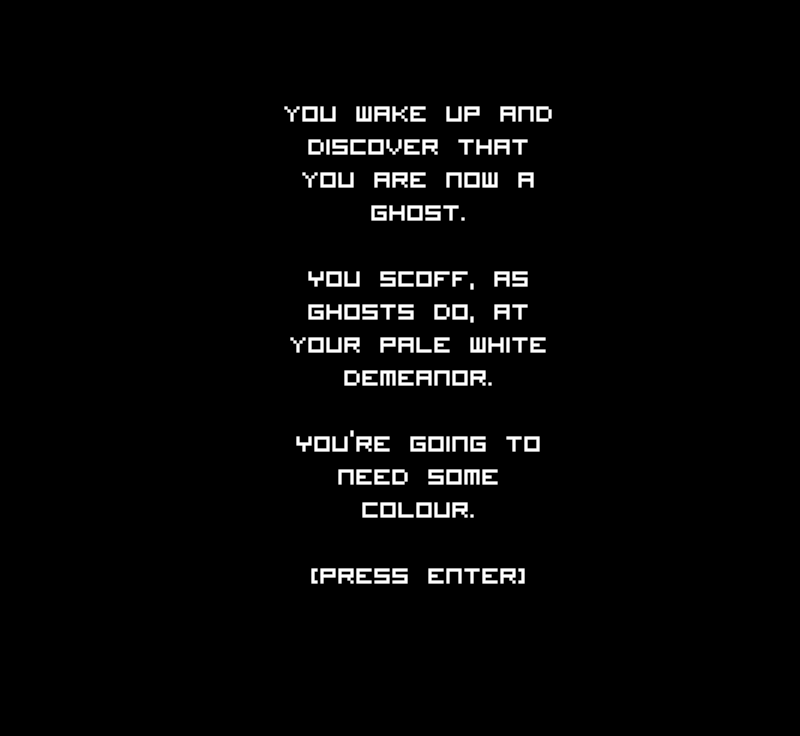 YOU WAKE UP AND
DISCOVER THAT
YOU ARE NOW A
GHOST.
YOU SCOFF, AS
GHOSTS DO, AT
YOUR PALE WHITE
DEMEANOR.
YOU'RE GOING TO
NEED SOME
COLOUR.
[PRESS ENTER]